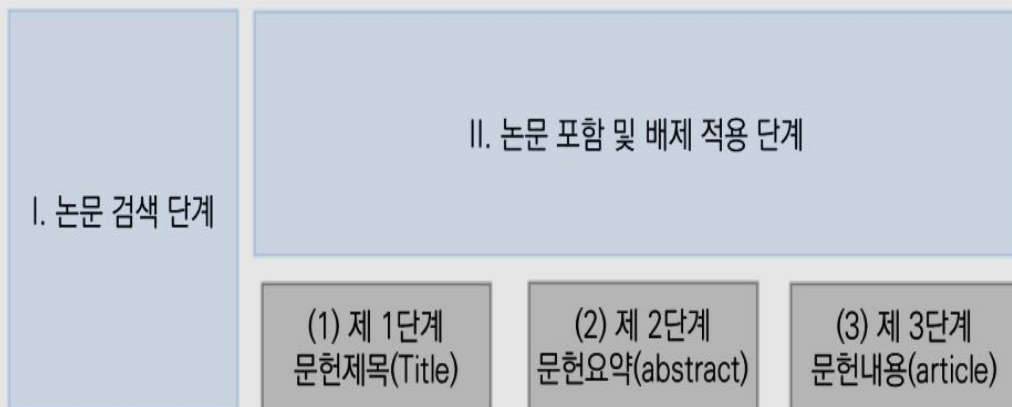 I. 논문 검색 단계
II. 논문 포함 및 배제 적용 단계
(1) 제 1단계
문헌제목(Title)
(2) 제 2단계
문헌요약(abstract)
(3) 제 3단계
문헌내용(article)